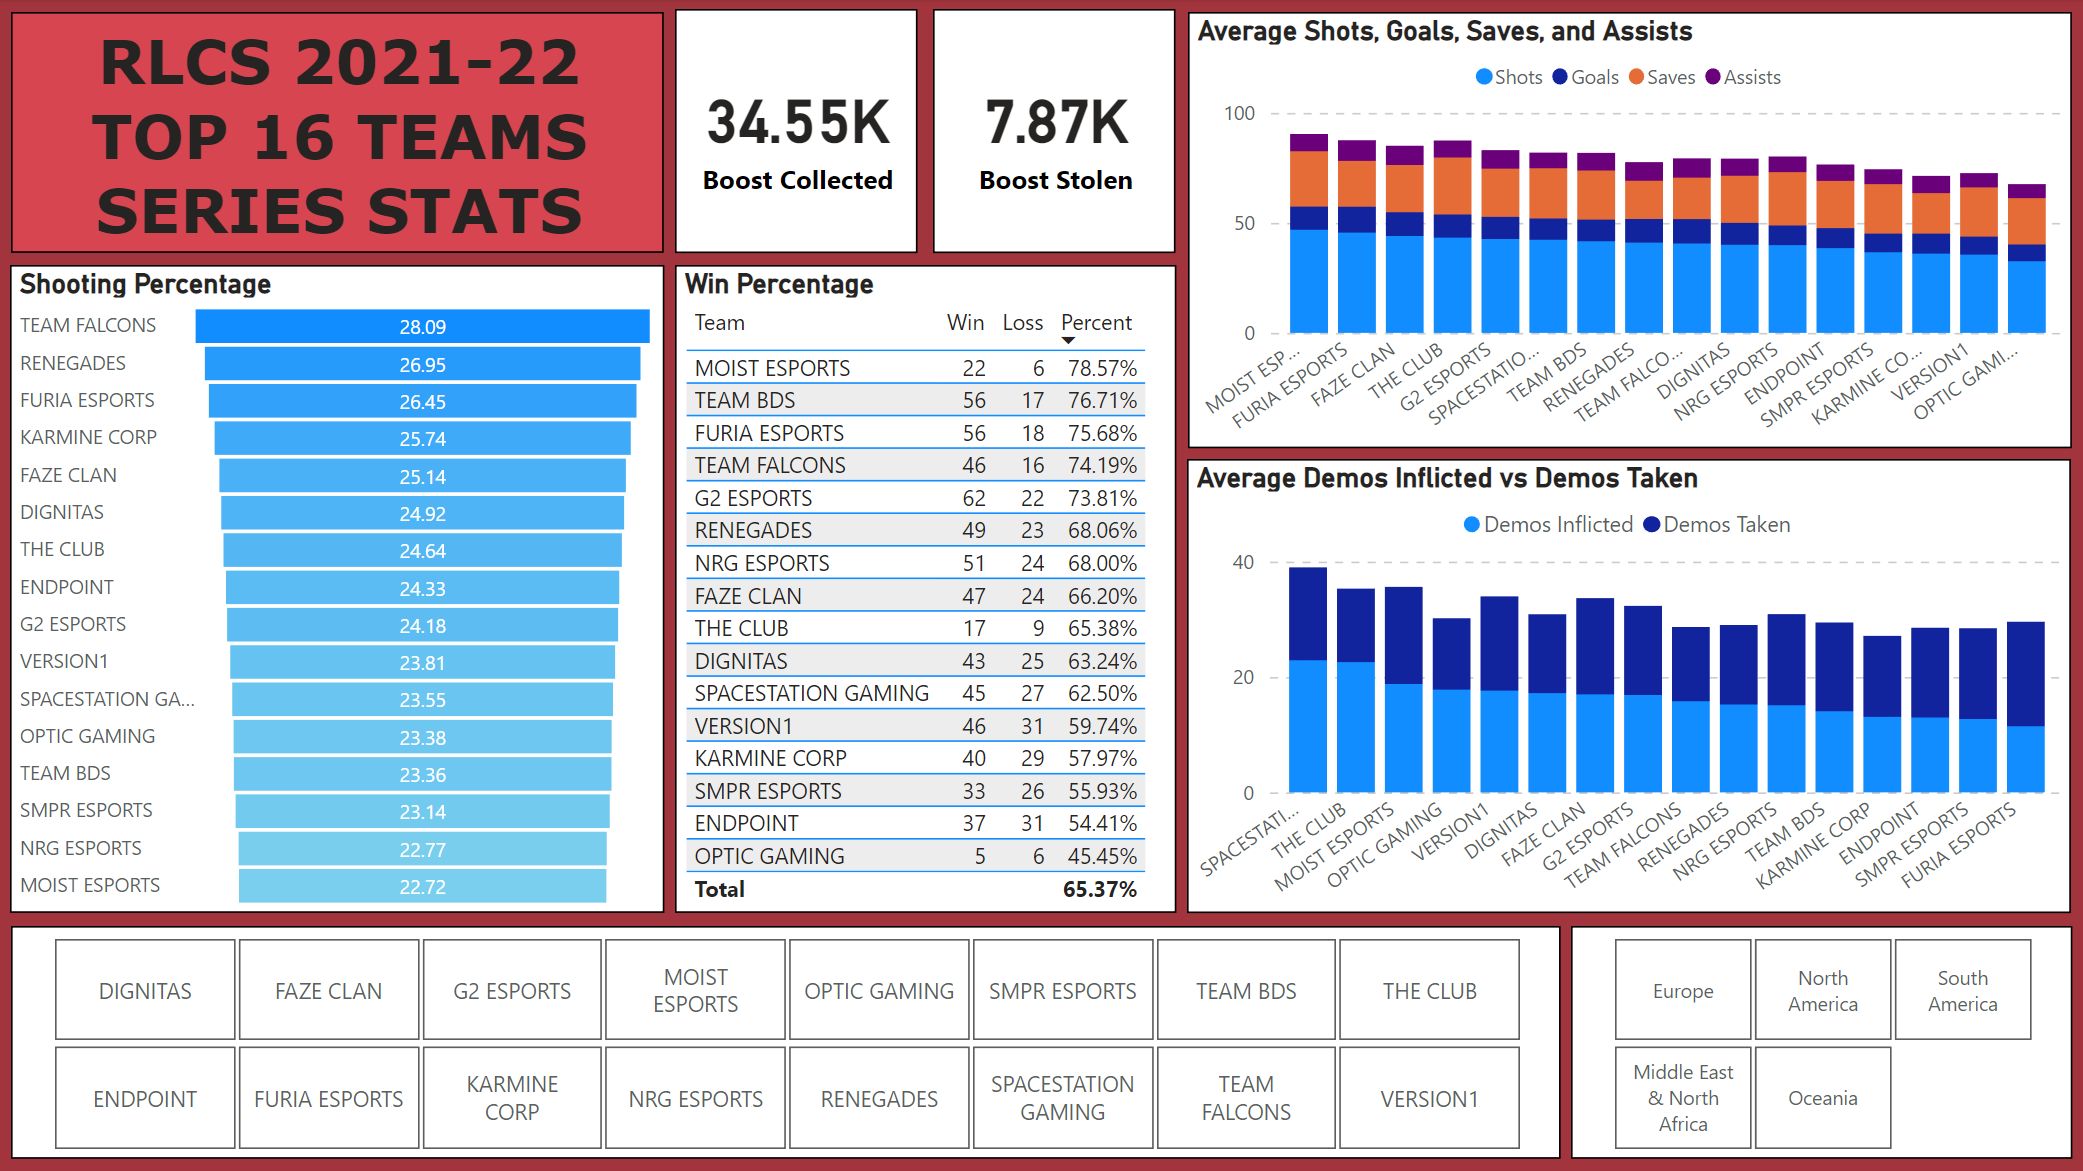 RLCS 2021-22
TOP 16 TEAMS
SERIES STATS
34.55K
Boost Collected
7.87K
Boost Stolen
Average Shots, Goals, Saves, and Assists
Shots Goals Saves Assists
100
50
0
MOIST ESP...
FURIA ESPORTS
FAZE CLAN
THE CLUB
G2 ESPORTS
SPACESTATIO...
TEAM BDS
RENEGADES
TEAM FALCO...
DIGNITAS
NRG ESPORTS
ENDPOINT
SMPR ESPORTS
KARMINE CO...
VERSION1
OPTIC GAMI...
Shooting Percentage
TEAM FALCONS 28.09
RENEGADES 26.95
FURIA ESPORTS 26.45
KARMINE CORP 25.74
FAZE CLAN 25.14
DIGNITAS 24.92
THE CLUB 24.64
ENDPOINT 24.33
G2 ESPORTS 24.18
VERSION1 23.81
SPACESTATION GA... 23.55
OPTIC GAMING 23.38
TEAM BDS 23.36
SMPR ESPORTS 23.14
NRG ESPORTS 22.77
MOIST ESPORTS 22.72
Win Percentage
Team Win Loss Percent
MOIST ESPORTS 22 6 78.57%
TEAM BDS 56 17 76.71%
FURIA ESPORTS 56 18 75.68%
TEAM FALCONS 46 16 74.19%
G2 ESPORTS 62 22 73.81%
RENEGADES 49 23 68.06%
NRG ESPORTS 51 24 68.00%
FAZE CLAN 47 24 66.20%
THE CLUB 17 9 65.38%
DIGNITAS 43 25 63.24%
SPACESTATION GAMING 45 27 62.50%
VERSION1 46 31 59.74%
KARMINE CORP 40 29 57.97%
SMPR ESPORTS 33 26 55.93%
ENDPOINT 37 31 54.41%
OPTIC GAMING 5 6 45.45%
Total 65.37%
Average Demos Inflicted vs Demos Taken
Demos Inflicted Demos Taken
40
20
0
SPACESTATI...
THE CLUB
MOIST ESPORTS
OPTIC GAMING
VERSION1
DIGNITAS
FAZE CLAN
G2 ESPORTS
TEAM FALCONS
RENEGADES
NRG ESPORTS
TEAM BDS
KARMINE CORP
ENDPOINT
SMPR ESPORTS
FURIA ESPORTS
DIGNITAS
FAZE CLAN
G2 ESPORTS
MOIST
ESPORTS
OPTIC GAMING
SMPR ESPORTS
TEAM BDS
THE CLUB
ENDPOINT
FURIA ESPORTS
KARMINE
CORP
NRG ESPORTS
RENEGADES
SPACESTATION
GAMING
TEAM
FALCONS
VERSION1
Europe
North
America
South
America
Middle East
& North
Africa
Oceania